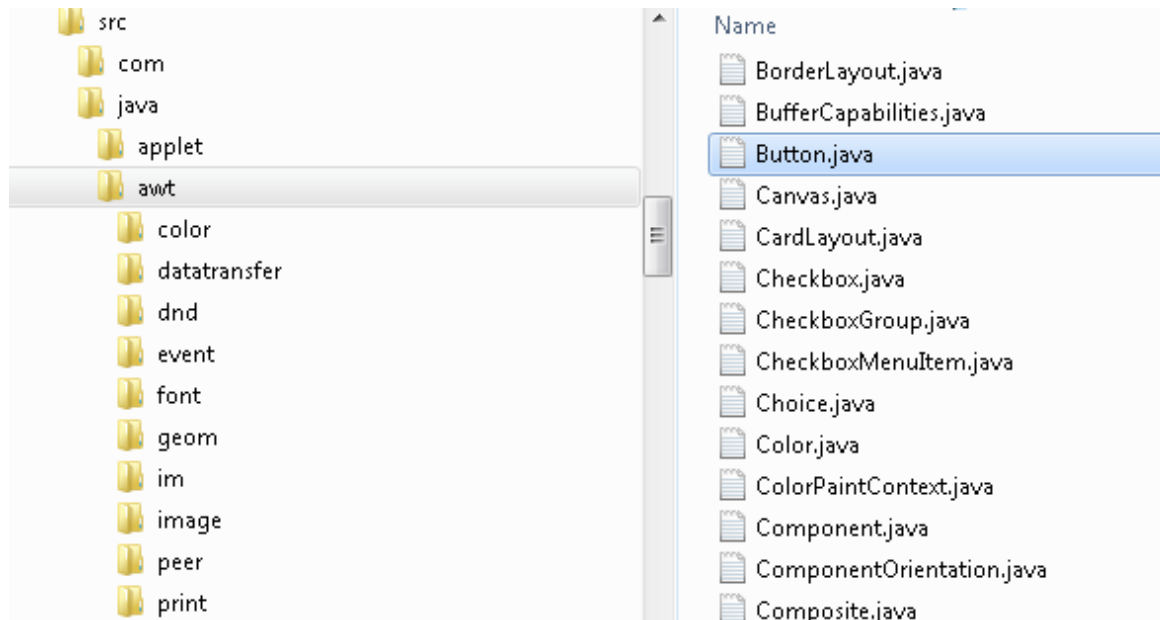 src
com
java
applet
awt
color
datatransfer
dnd
event
font
geom
im
image
peer
print
Name
BorderLayout.java
BufferCapabilities.java
Button.java
Canvas.java
CardLayout.java
Checkbox.java
CheckboxGroup.java
CheckboxMenuItem.java
Choice.java
Color.java
ColorPaintContext.java
Component.java
ComponentOrientation.java
Composite.java